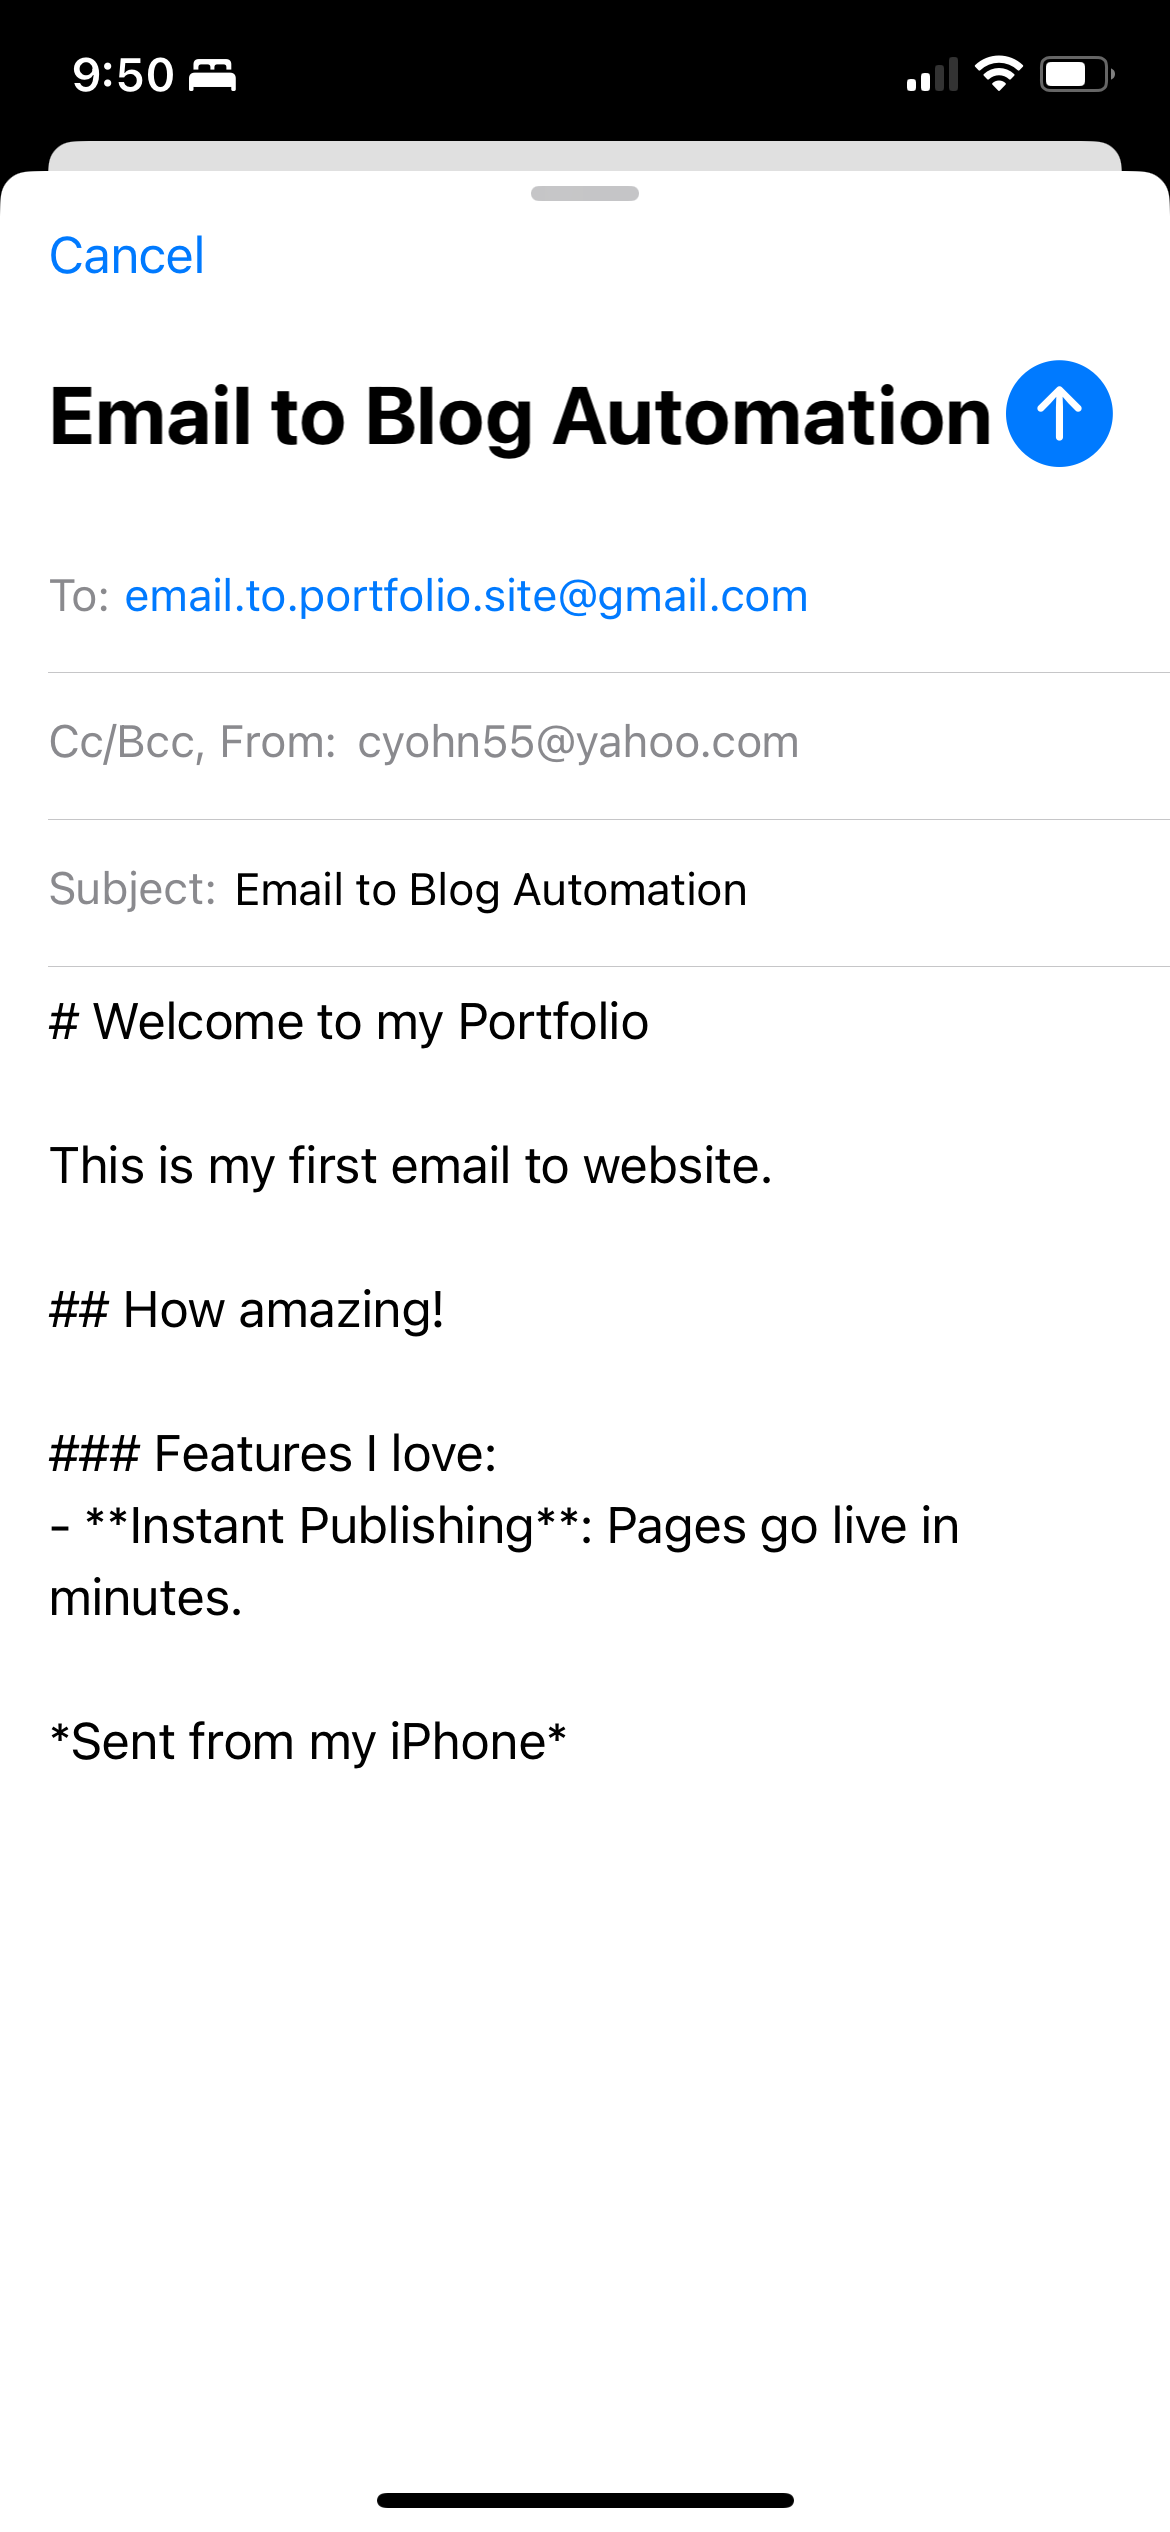 9:50
Cancel
Email to Blog Automation
To: email.to.portfolio.site@gmail.com
Cc/Bcc, From: cyohn55@yahoo.com
Subject: Email to Blog Automation
# Welcome to my Portfolio
This is my first email to website.
## How amazing!
### Features I love:
- **Instant Publishing**: Pages go live in
minutes.
*Sent from my iPhone*